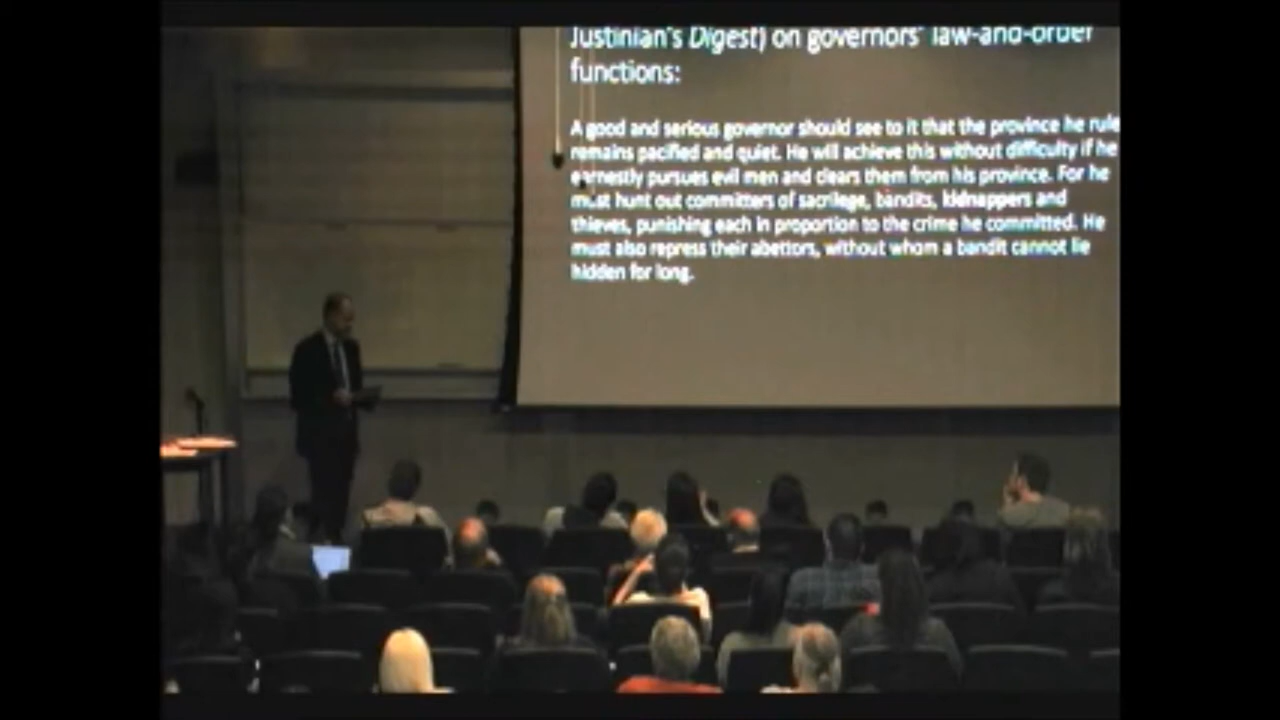 Justinian's Digest) on governors' law-and-order
functions:
A good and serious governor should see to it that the province he rule
remains pacified and quiet. He will achieve this without difficulty if he
earnestly pursues evil men and clears them from his province. For he
must hunt out committers of sacrilege, bandits, kidnappers and
thieves, punishing each in proportion to the crime he committed. He
must also repress their abettors, without whom a bandit cannot lie
hidden for long.